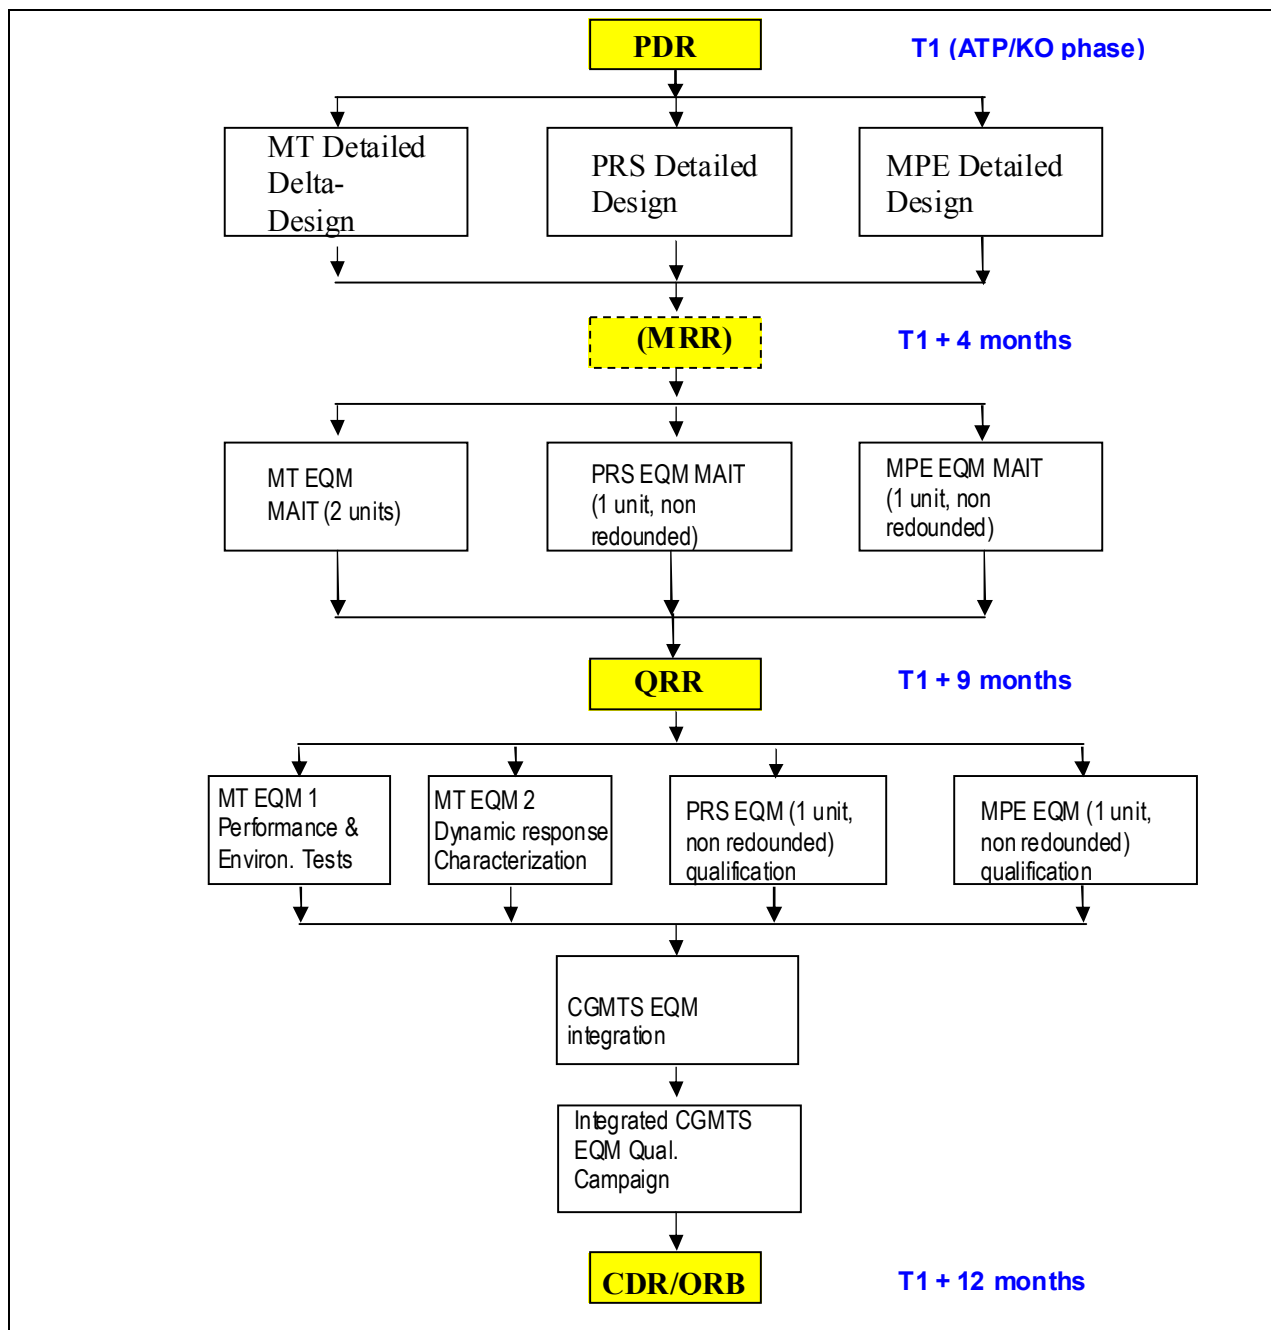 PDR
T1 (ATP/KO phase)
MT Detailed
Delta-
Design
PRS Detailed
Design
MPE Detailed
Design
(MRR)
T1 + 4 months
MT EQM
MAIT (2 units)
PRS EQM MAIT
(1 unit, non
redounded)
MPE EQM MAIT
(1 unit, non
redounded)
QRR
T1 + 9 months
MT EQM 1
Performance &
Environ. Tests
MT EQM 2
Dynamic response
Characterization
PRS EQM (1 unit,
non redounded)
qualification
MPE EQM (1 unit,
non redounded)
qualification
CGMTS EQM
integration
Integrated CGMTS
EQM Qual.
Campaign
CDR/ORB
T1 + 12 months